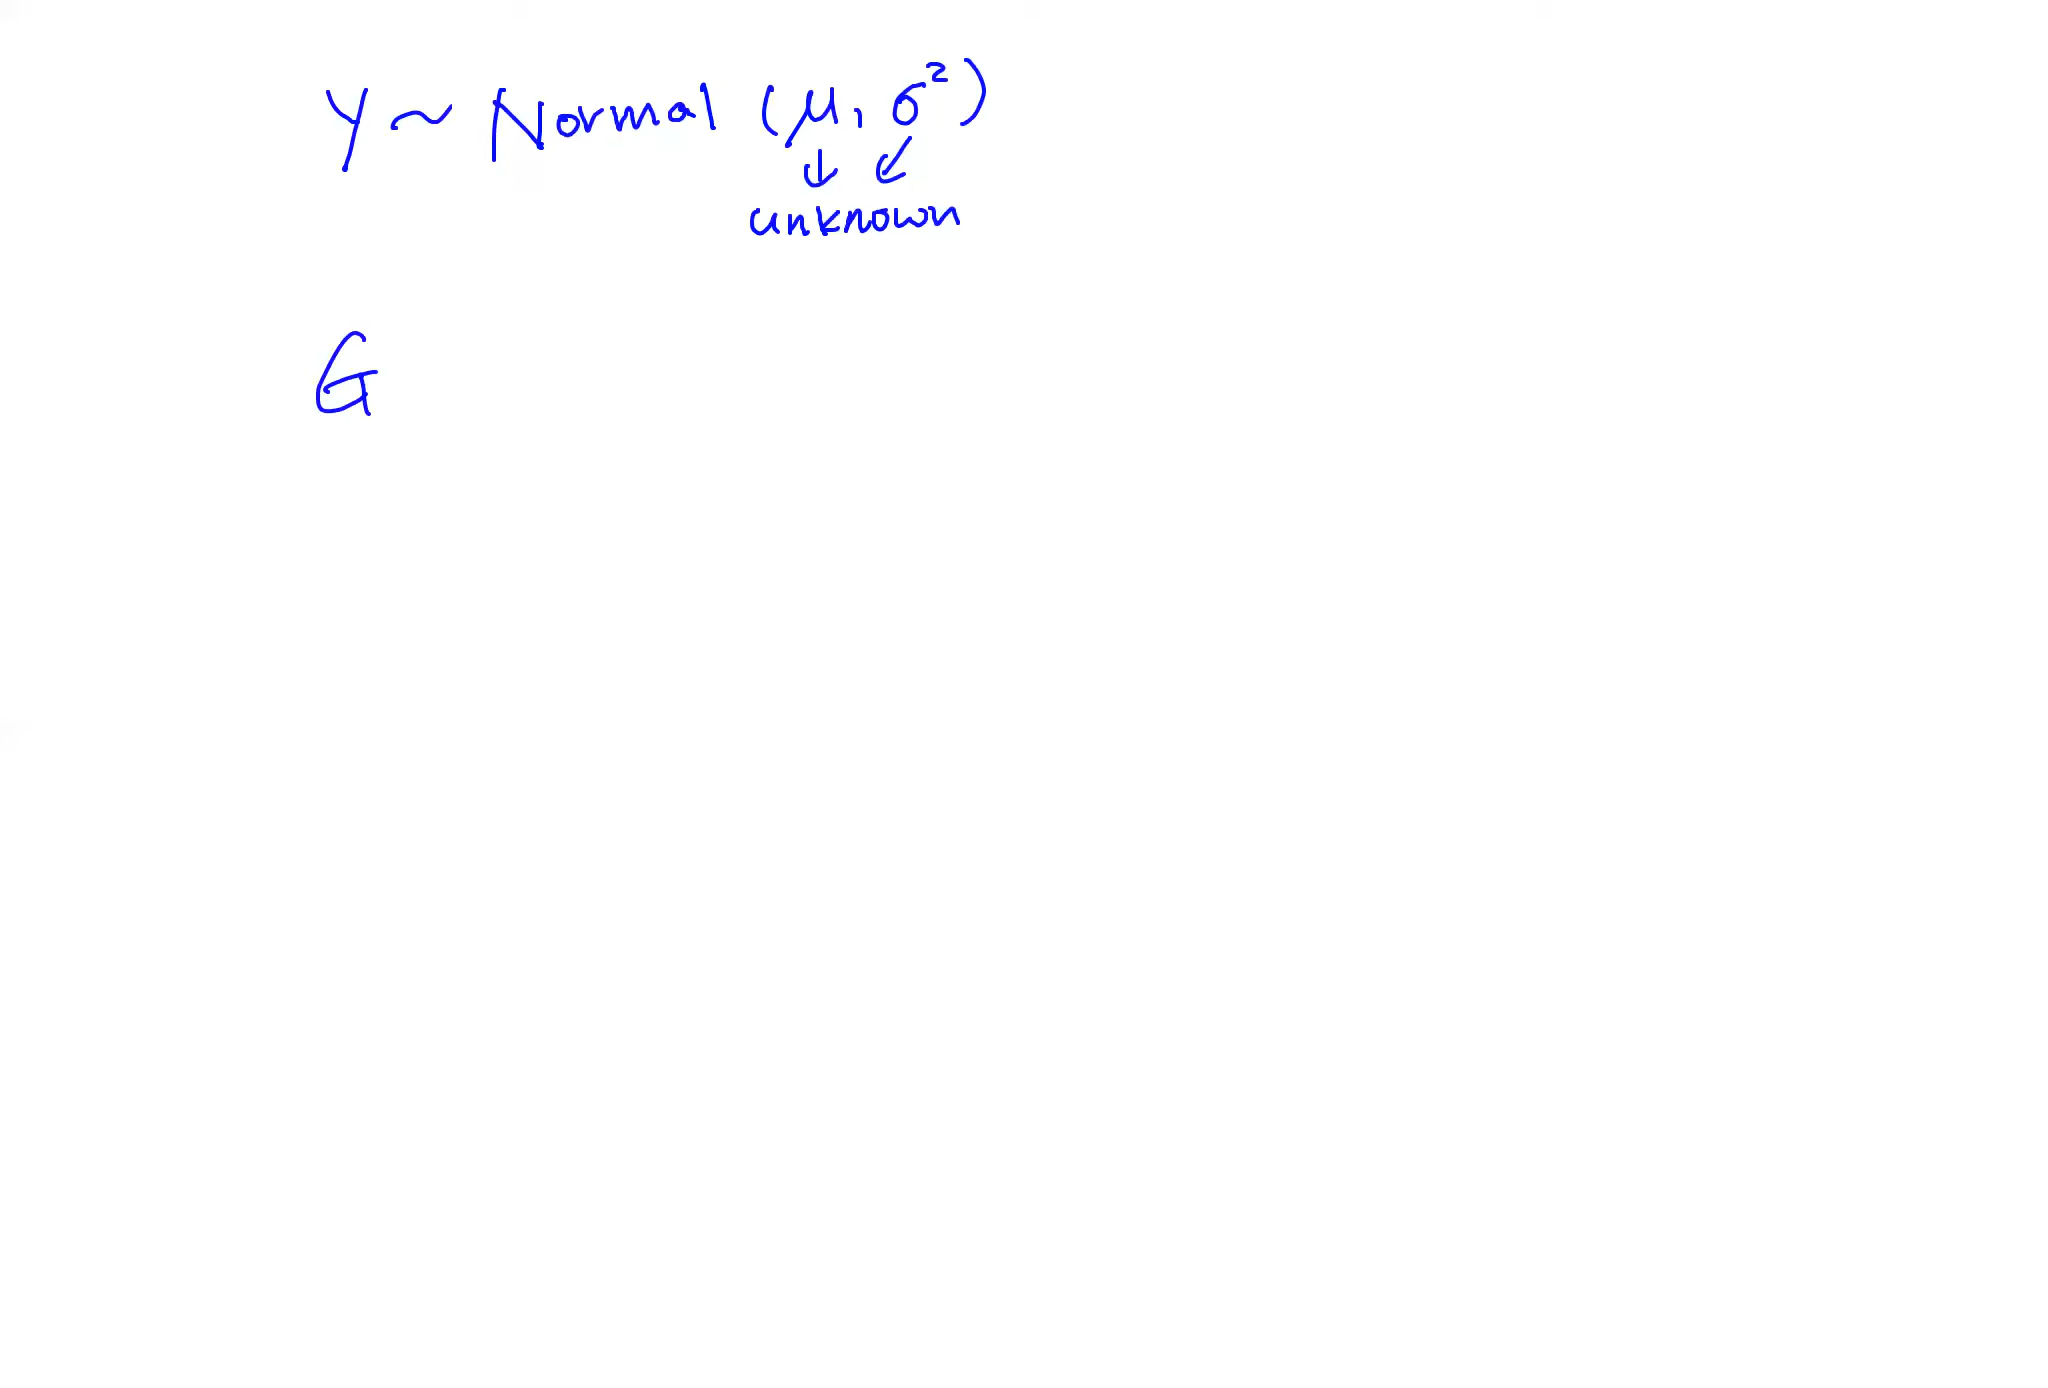 Y ~ Normal (μ, σ²)
↓ ↙
unknown
G